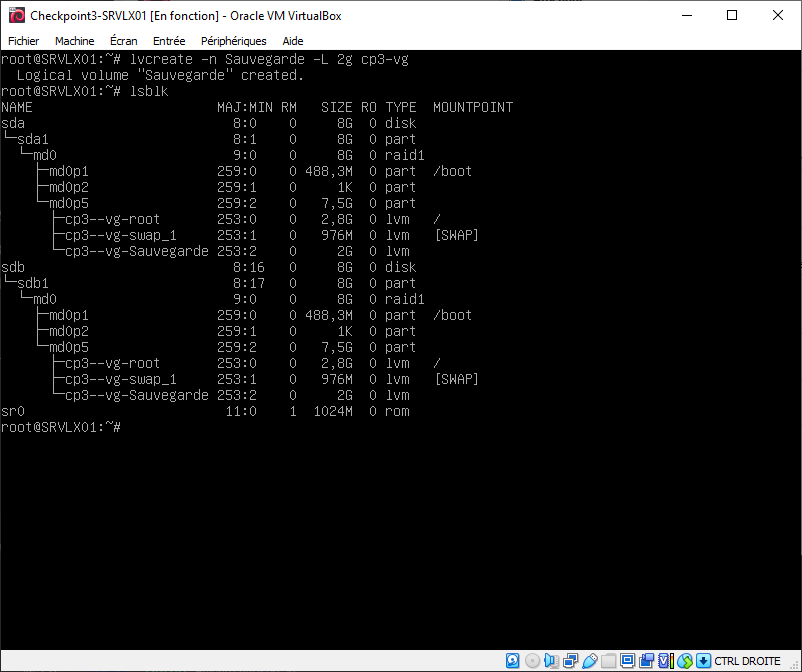 Checkpoint3-SRVLX01 [En fonction] - Oracle VM VirtualBox
Fichier Machine Écran Entrée Périphériques Aide
root@SRVLX01:~# lvcreate -n Sauvegarde -L 2g cp3-vg
  Logical volume "Sauvegarde" created.
root@SRVLX01:~# lsblk
NAME                       MAJ:MIN RM   SIZE RO TYPE  MOUNTPOINT
sda                          8:0    0     8G  0 disk
└─sda1                       8:1    0     8G  0 part
  └─md0                      9:0    0     8G  0 raid1
    ├─md0p1                259:0    0 488,3M  0 part  /boot
    ├─md0p2                259:1    0     1K  0 part
    └─md0p5                259:2    0   7,5G  0 part
      ├─cp3--vg-root       253:0    0   2,8G  0 lvm   /
      ├─cp3--vg-swap_1     253:1    0   976M  0 lvm   [SWAP]
      └─cp3--vg-Sauvegarde 253:2    0     2G  0 lvm
sdb                          8:16   0     8G  0 disk
└─sdb1                       8:17   0     8G  0 part
  └─md0                      9:0    0     8G  0 raid1
    ├─md0p1                259:0    0 488,3M  0 part  /boot
    ├─md0p2                259:1    0     1K  0 part
    └─md0p5                259:2    0   7,5G  0 part
      ├─cp3--vg-root       253:0    0   2,8G  0 lvm   /
      ├─cp3--vg-swap_1     253:1    0   976M  0 lvm   [SWAP]
      └─cp3--vg-Sauvegarde 253:2    0     2G  0 lvm
sr0                         11:0    1  1024M  0 rom
root@SRVLX01:~#
CTRL DROITE